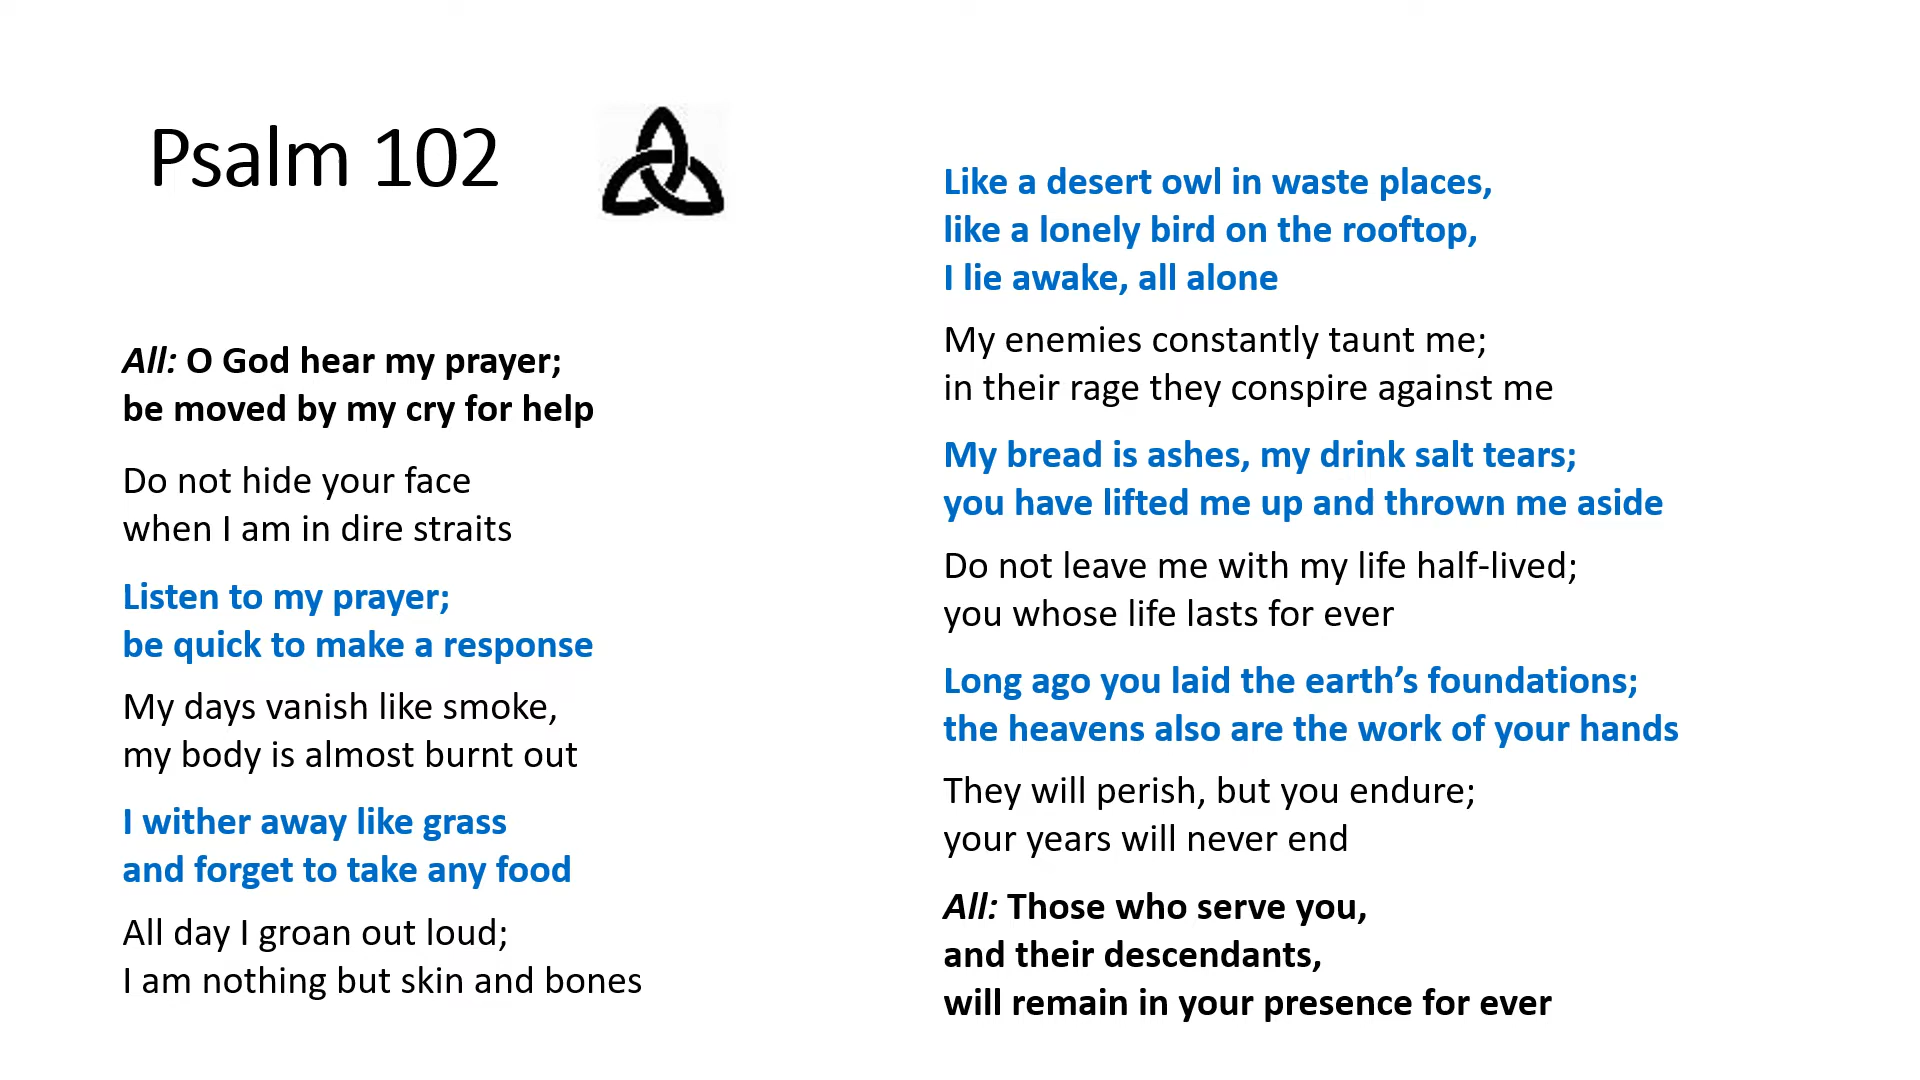 Psalm 102
All: O God hear my prayer;
be moved by my cry for help
Do not hide your face
when I am in dire straits
Listen to my prayer;
be quick to make a response
My days vanish like smoke,
my body is almost burnt out
I wither away like grass
and forget to take any food
All day I groan out loud;
I am nothing but skin and bones
Like a desert owl in waste places,
like a lonely bird on the rooftop,
I lie awake, all alone
My enemies constantly taunt me;
in their rage they conspire against me
My bread is ashes, my drink salt tears;
you have lifted me up and thrown me aside
Do not leave me with my life half-lived;
you whose life lasts for ever
Long ago you laid the earth’s foundations;
the heavens also are the work of your hands
They will perish, but you endure;
your years will never end
All: Those who serve you,
and their descendants,
will remain in your presence for ever